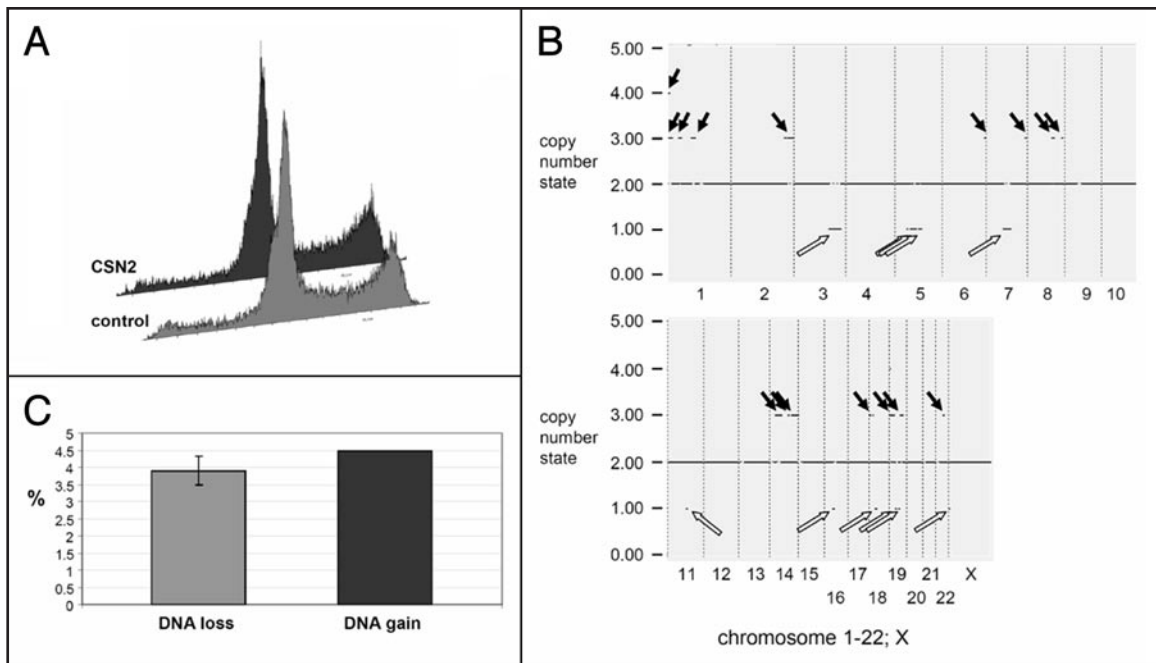 A
CSN2
control
B
5.00
4.00
3.00
2.00
1.00
0.00
copy
number
state
1 2 3 4 5 6 7 8 9 10
5.00
4.00
3.00
2.00
1.00
0.00
copy
number
state
11 12 13 14 15 17 19 21 X
16 18 20 22
chromosome 1-22; X
C
5
4.5
4
3.5
3
2.5
2
1.5
1
0.5
0
%
DNA loss DNA gain